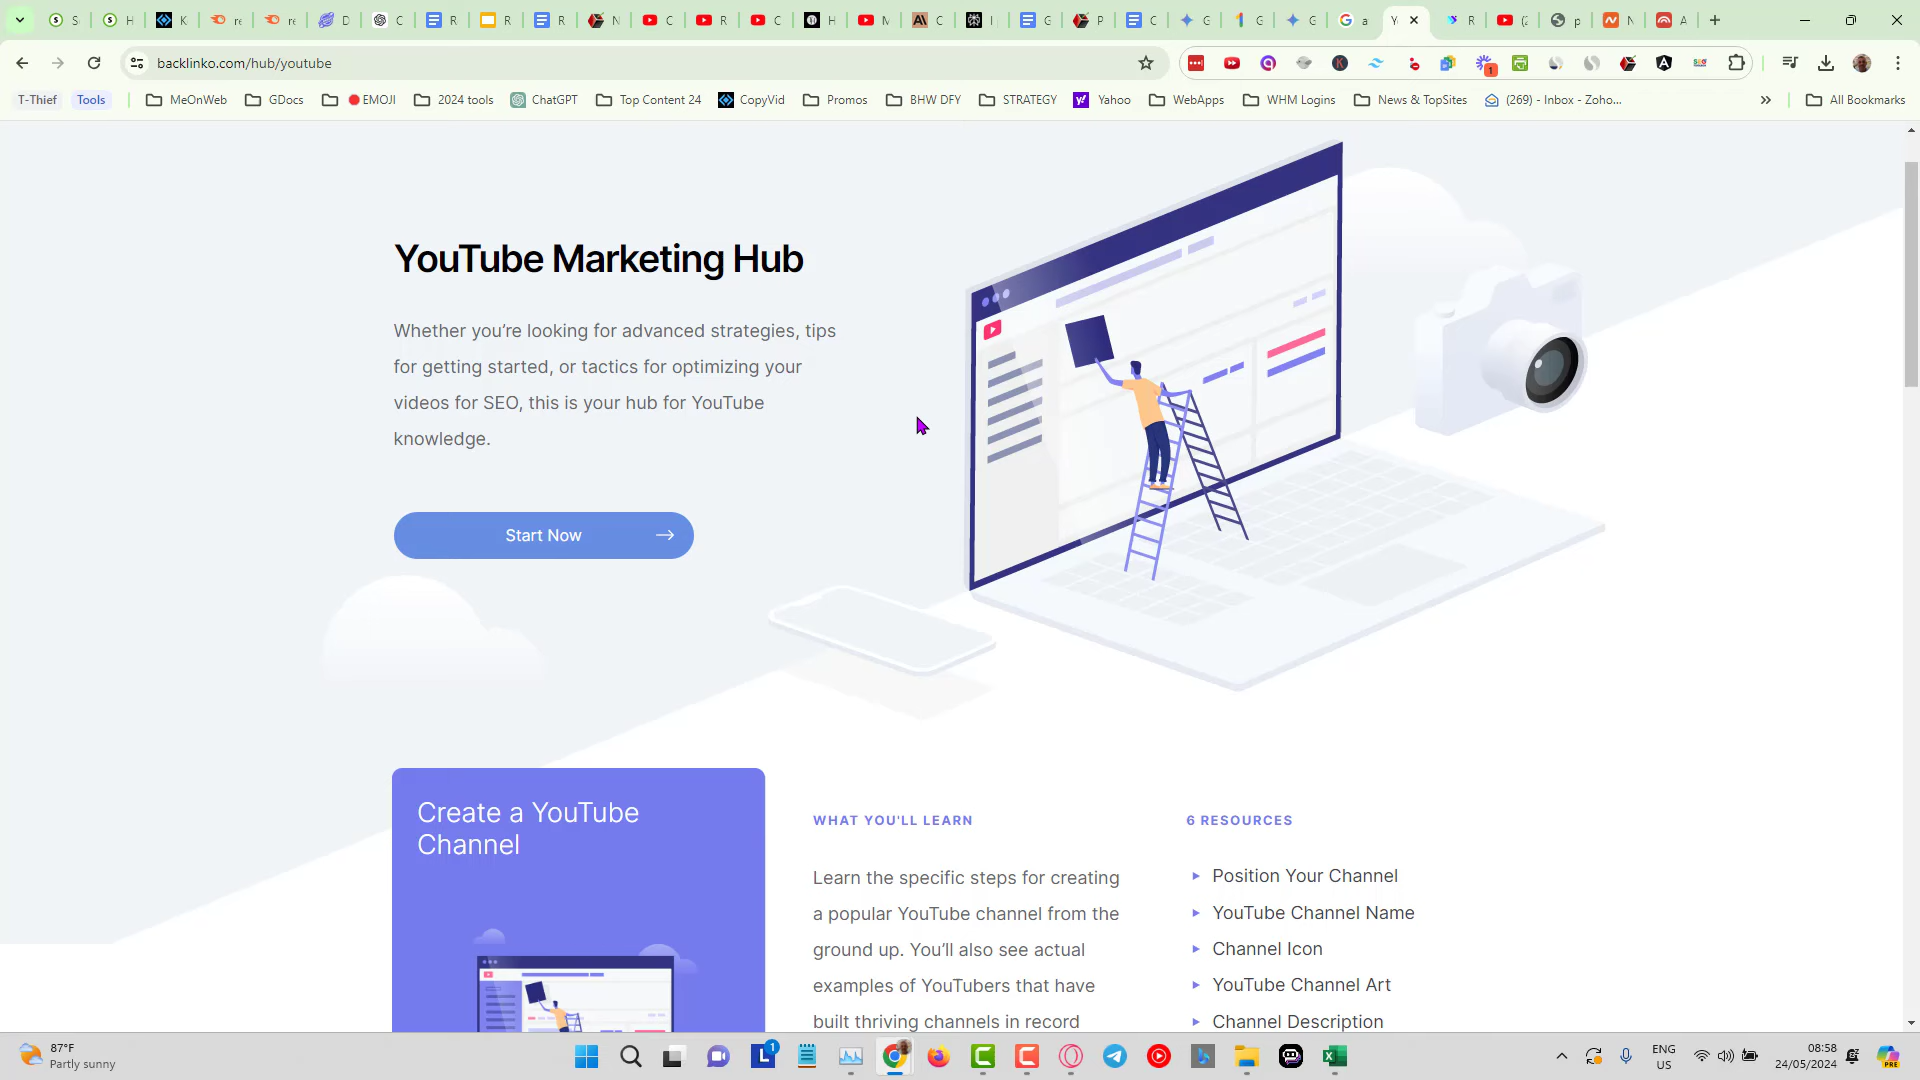 S
H
K
re
re
D
C
R
R
R
N
C
R
C
H
M
C
I
G
P
C
G
G
G
a
Y
R
(2
p
N
A
backlinko.com/hub/youtube
1
T-Thief
Tools
MeOnWeb
GDocs
EMOJI
2024 tools
ChatGPT
Top Content 24
CopyVid
Promos
BHW DFY
STRATEGY
Yahoo
WebApps
WHM Logins
News & TopSites
(269) - Inbox - Zoho...
All Bookmarks
YouTube Marketing Hub
Whether you’re looking for advanced strategies, tips
for getting started, or tactics for optimizing your
videos for SEO, this is your hub for YouTube
knowledge.
Start Now
Create a YouTube
Channel
WHAT YOU'LL LEARN
Learn the specific steps for creating
a popular YouTube channel from the
ground up. You’ll also see actual
examples of YouTubers that have
built thriving channels in record
6 RESOURCES
Position Your Channel
YouTube Channel Name
Channel Icon
YouTube Channel Art
Channel Description
87°F
Partly sunny
L
1
ENG
US
08:58
24/05/2024
PRE